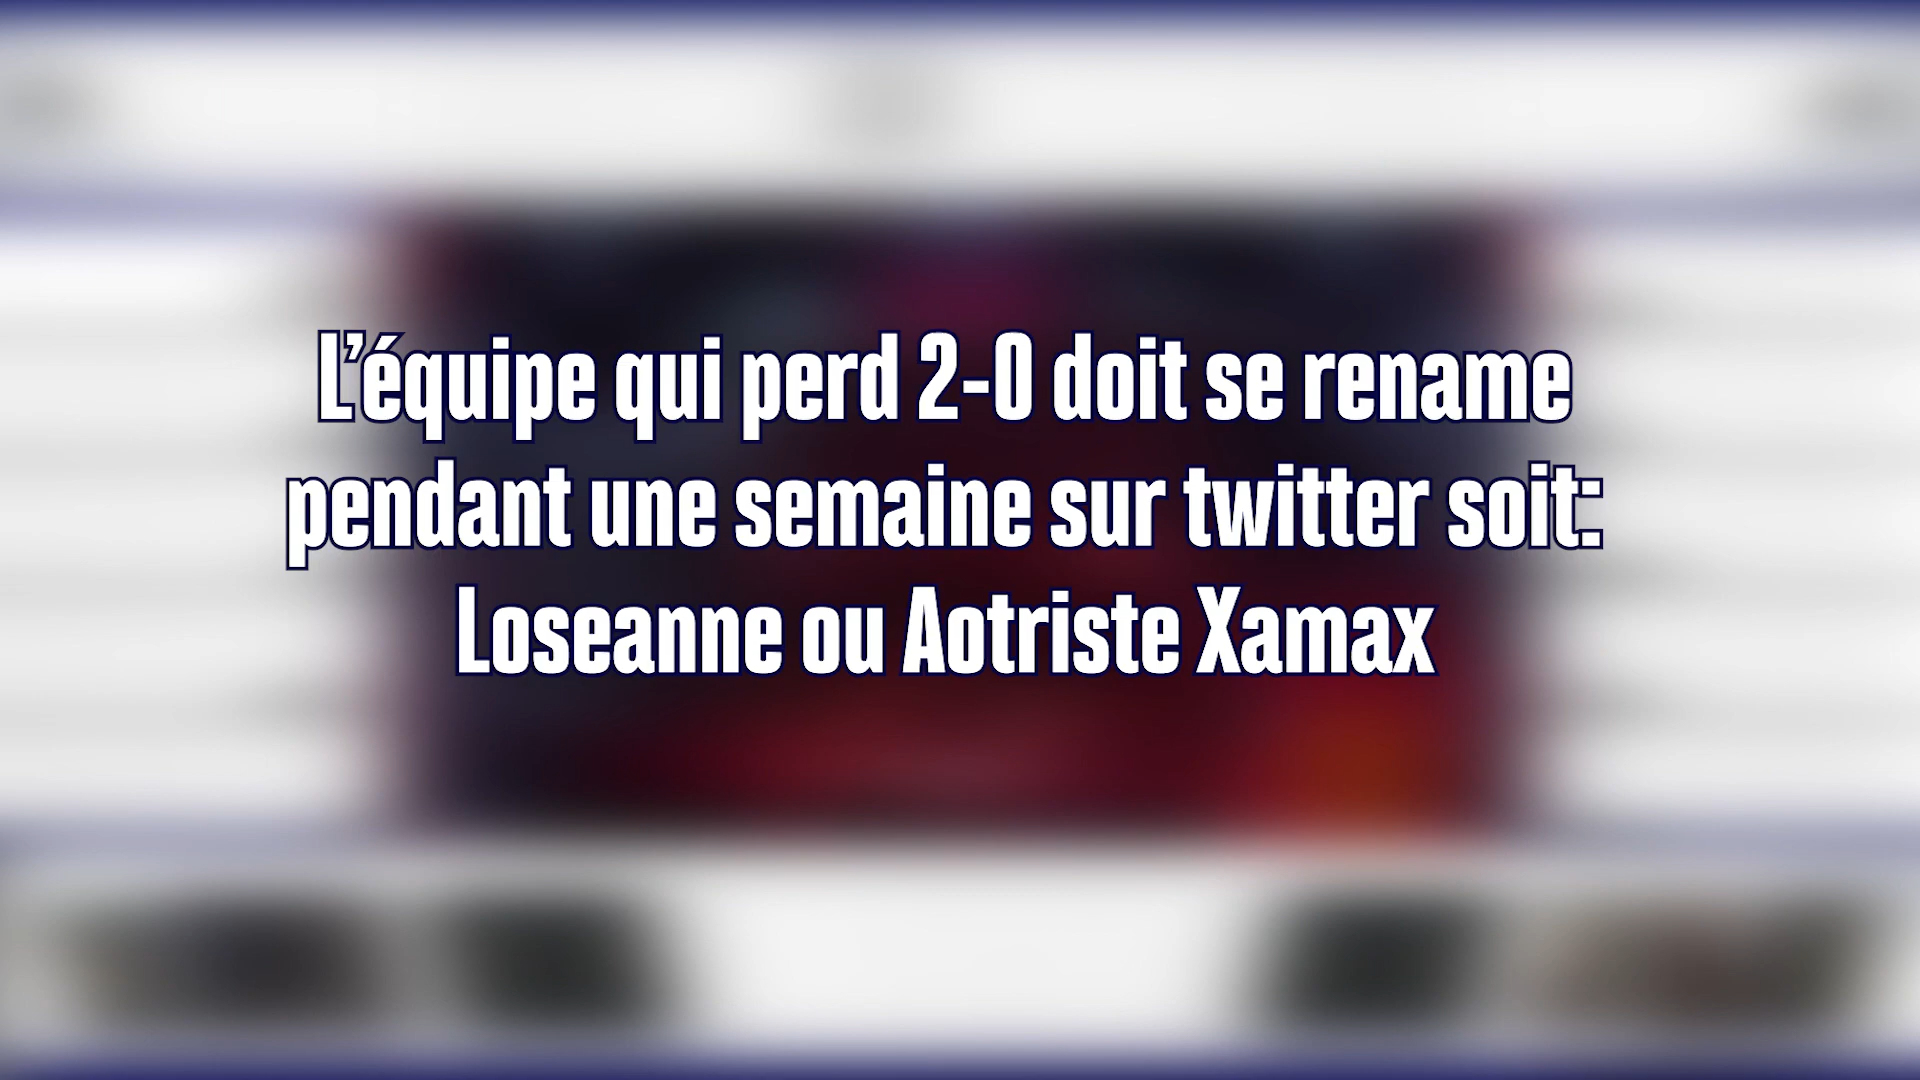 L’équipe qui perd 2-0 doit se rename
pendant une semaine sur twitter soit:
Loseanne ou Aotriste Xamax